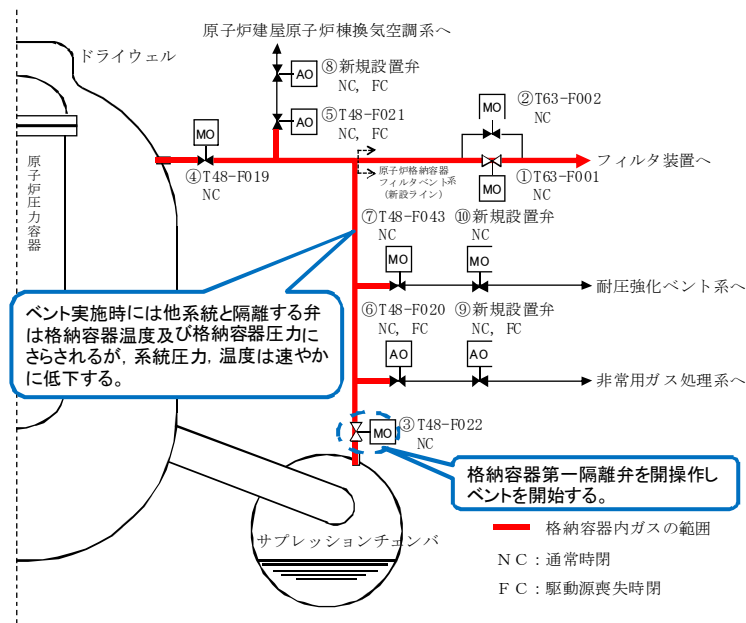 原子炉建屋原子炉棟換気空調系へ
ドライウェル
⑧新規設置弁
NC, FC
AO
②T63-F002
NC
MO
⑤T48-F021
NC, FC
AO
MO
④T48-F019
NC
原子炉圧力容器
原子炉格納容器
フィルタベント系
(新設ライン)
フィルタ装置へ
①T63-F001
NC
MO
⑦T48-F043
NC
⑩新規設置弁
NC
MO
MO
耐圧強化ベント系へ
ベント実施時には他系統と隔離する弁
は格納容器温度及び格納容器圧力に
さらされるが，系統圧力，温度は速やか
に低下する。
⑥T48-F020
NC, FC
⑨新規設置弁
NC, FC
AO
AO
非常用ガス処理系へ
MO
③T48-F022
NC
格納容器第一隔離弁を開操作し
ベントを開始する。
サプレッションチェンバ
格納容器内ガスの範囲
ＮＣ：通常時閉
ＦＣ：駆動源喪失時閉